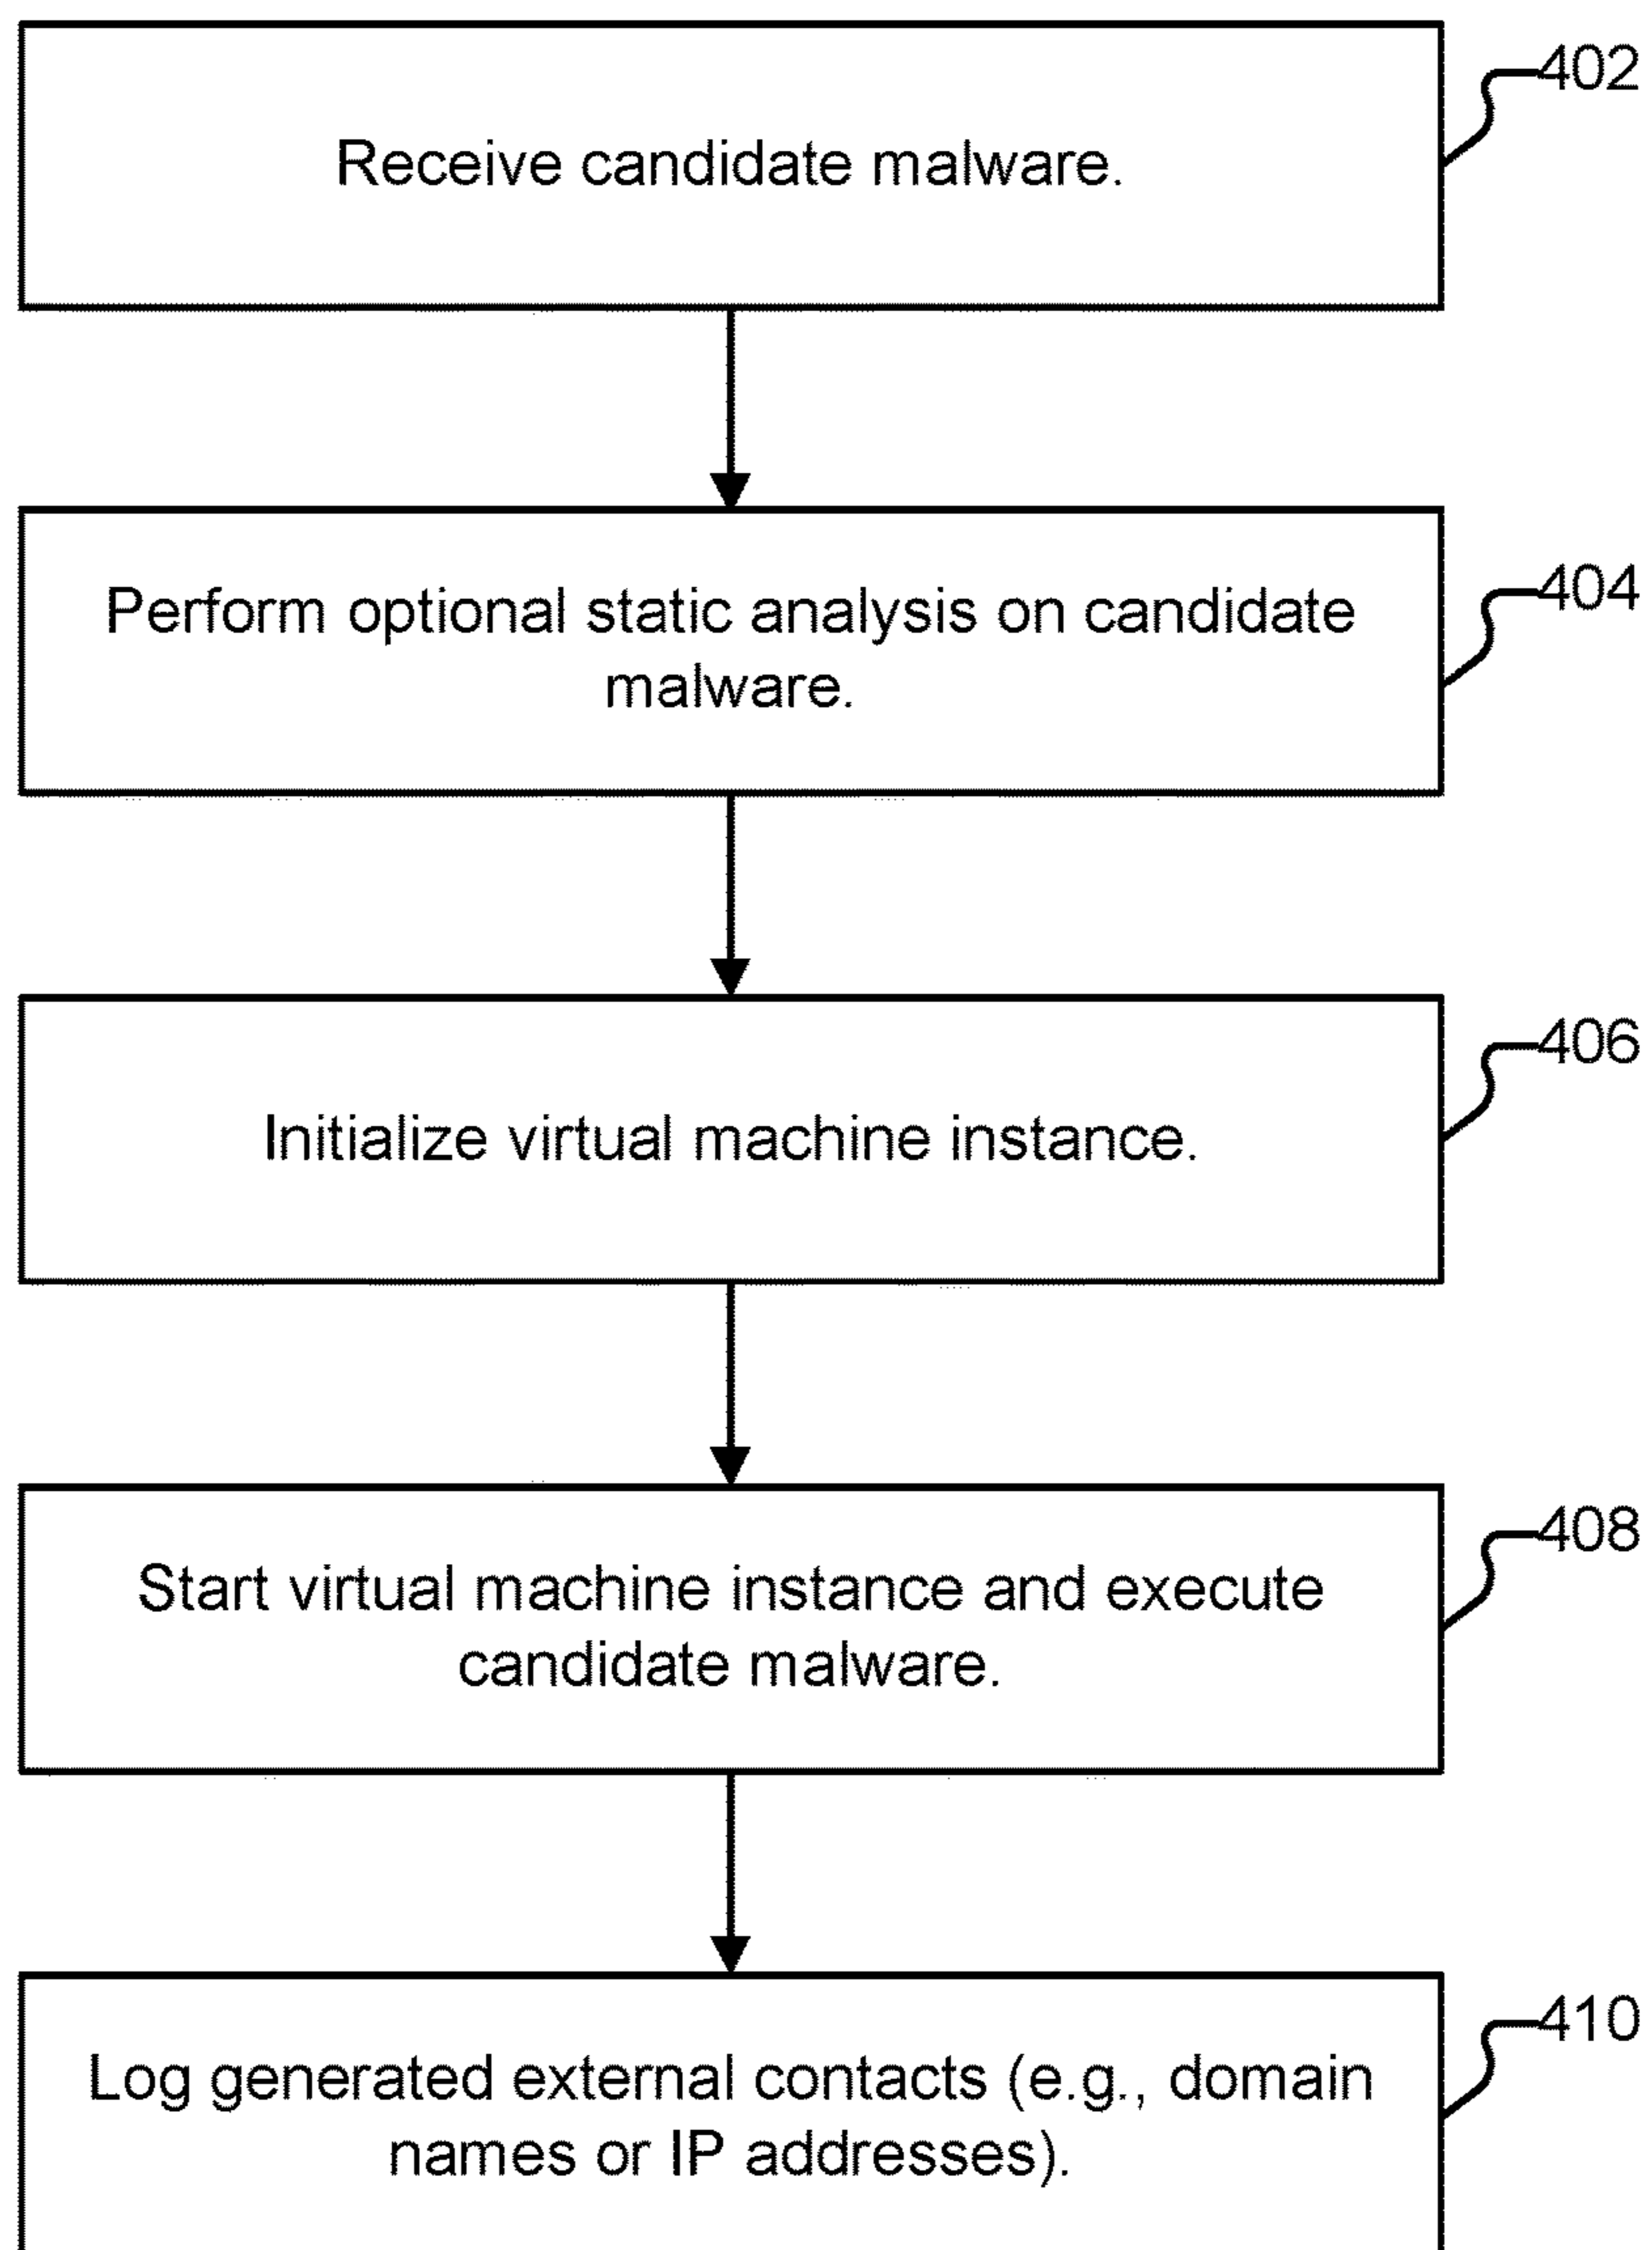 402
Receive candidate malware.
404
Perform optional static analysis on candidate
malware.
406
Initialize virtual machine instance.
408
Start virtual machine instance and execute
candidate malware.
410
Log generated external contacts (e.g., domain
names or IP addresses).